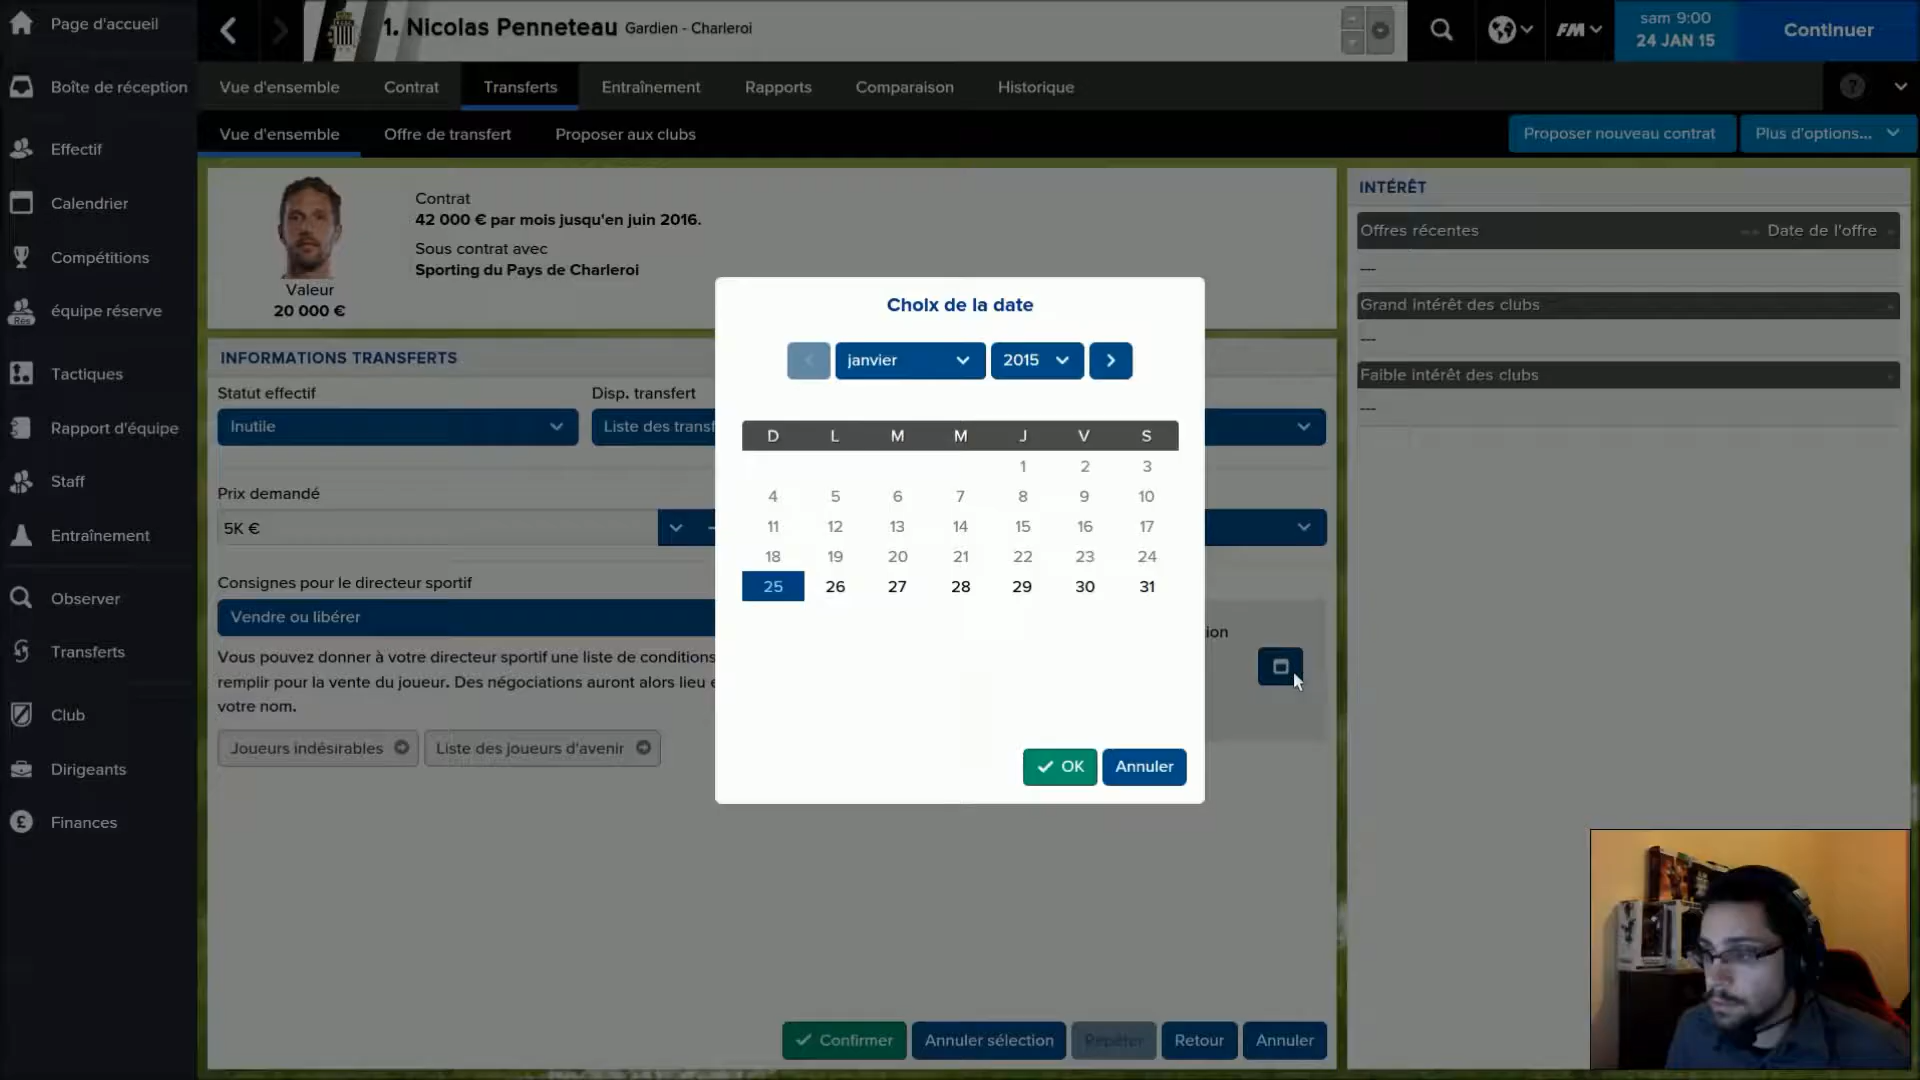 Page d'accueil
1. Nicolas Penneteau Gardien - Charleroi
FM
sam 9:00
24 JAN 15
Continuer
Boîte de réception
Vue d'ensemble
Contrat
Transferts
Entraînement
Rapports
Comparaison
Historique
?
Vue d'ensemble
Offre de transfert
Proposer aux clubs
Proposer nouveau contrat
Plus d'options...
Effectif
Calendrier
Compétitions
équipe réserve
Res
Tactiques
Rapport d'équipe
Staff
Entraînement
Observer
Transferts
Club
Dirigeants
Finances
Valeur
20 000 €
Contrat
42 000 € par mois jusqu'en juin 2016.
Sous contrat avec
Sporting du Pays de Charleroi
INFORMATIONS TRANSFERTS
Statut effectif
Inutile
Disp. transfert
Liste des transf
Prix demandé
5K €
Consignes pour le directeur sportif
Vendre ou libérer
Vous pouvez donner à votre directeur sportif une liste de conditions
remplir pour la vente du joueur. Des négociations auront alors lieu e
votre nom.
Joueurs indésirables
Liste des joueurs d'avenir
ion
Choix de la date
janvier
2015
D L M M J V S
1 2 3
4 5 6 7 8 9 10
11 12 13 14 15 16 17
18 19 20 21 22 23 24
25 26 27 28 29 30 31
OK
Annuler
INTÉRÊT
Offres récentes
-- Date de l'offre -
---
Grand intérêt des clubs -
---
Faible intérêt des clubs -
---
Confirmer
Annuler sélection
Répéter
Retour
Annuler